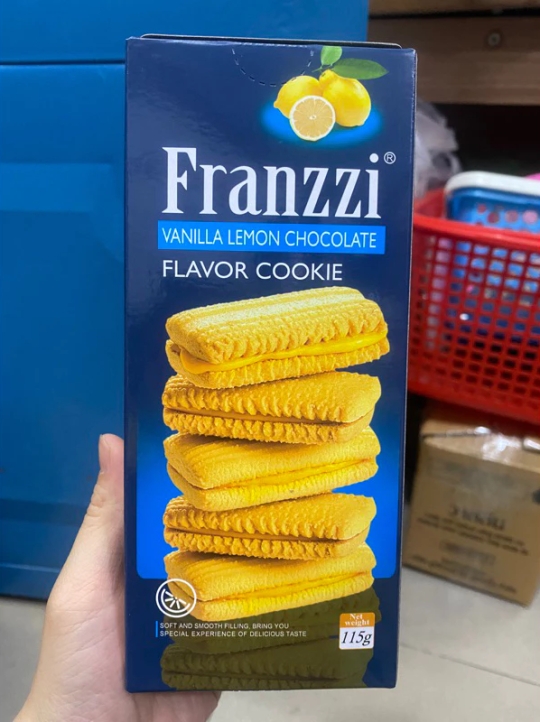 Franzzi®
VANILLA LEMON CHOCOLATE
FLAVOR COOKIE
SOFT AND SMOOTH FILLING, BRING YOU
SPECIAL EXPERIENCE OF DELICIOUS TASTE
Net
weight
115g